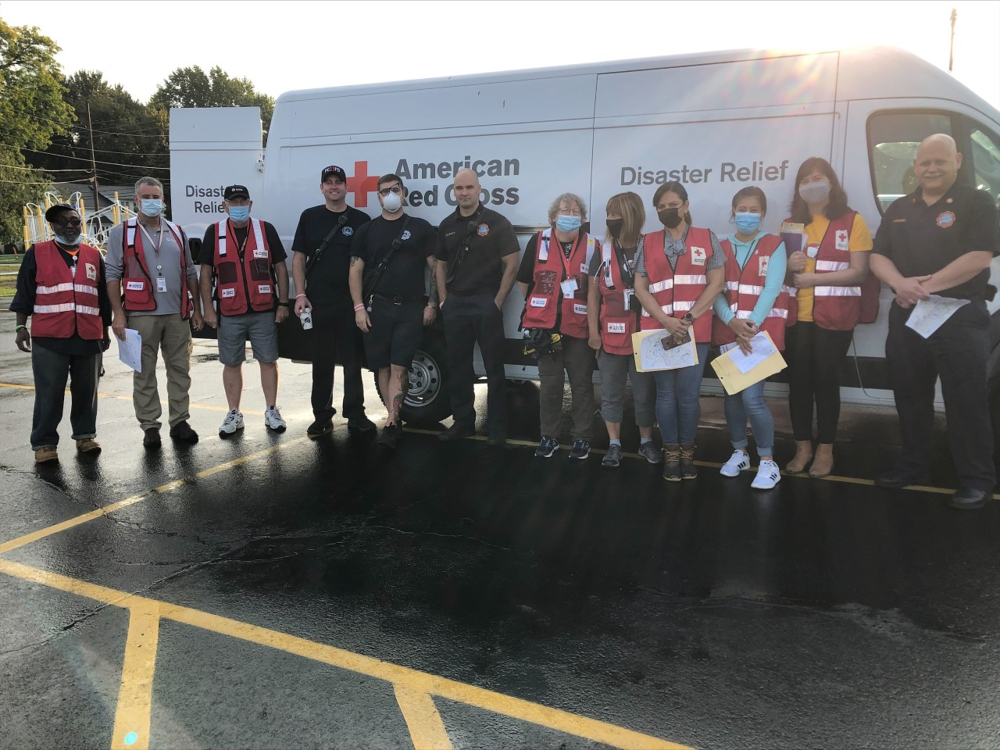 Disaster
Relief
American
Red Cross
Disaster Relief